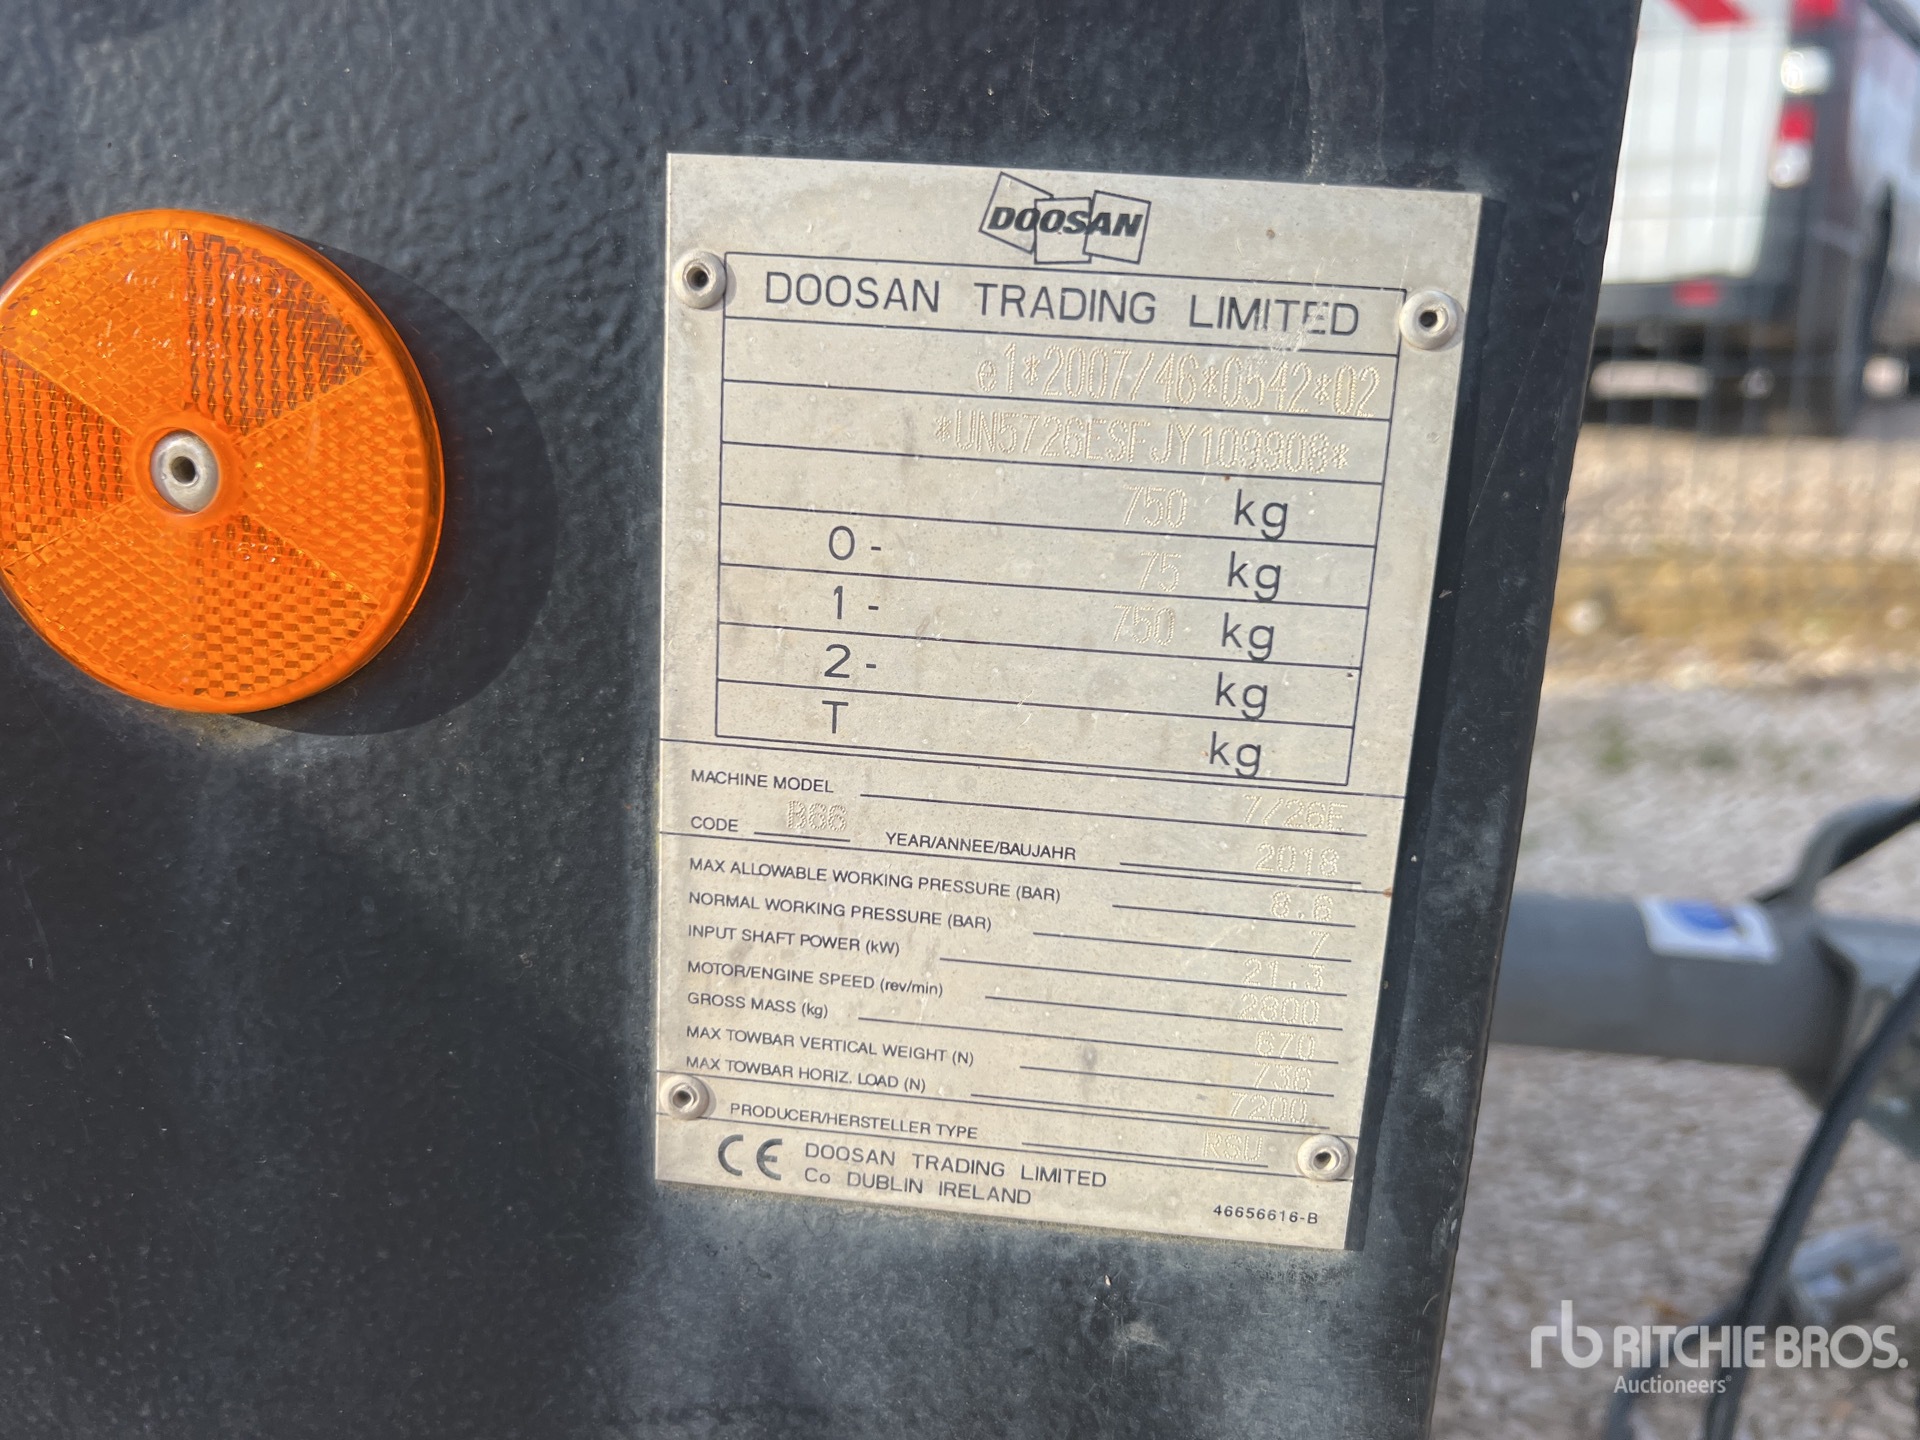 DOOSAN
DOOSAN TRADING LIMITED
e1*2007/46*0542*02
*UN5726ESFJY109908*
750 kg
0- 75 kg
1- 750 kg
2- kg
T kg
MACHINE MODEL 7/26E
CODE B66 YEAR/ANNEE/BAUJAHR 2018
MAX ALLOWABLE WORKING PRESSURE (BAR) 8,6
NORMAL WORKING PRESSURE (BAR) 7
INPUT SHAFT POWER (kW) 21,3
MOTOR/ENGINE SPEED (rev/min)
GROSS MASS (kg) 670
MAX TOWBAR VERTICAL WEIGHT (N) 736
MAX TOWBAR HORIZ. LOAD (N) 7200
PRODUCER/HERSTELLER TYPE RSU
CE DOOSAN TRADING LIMITED
Co DUBLIN IRELAND
46656616-B
rb RITCHIE BROS.
Auctioneers